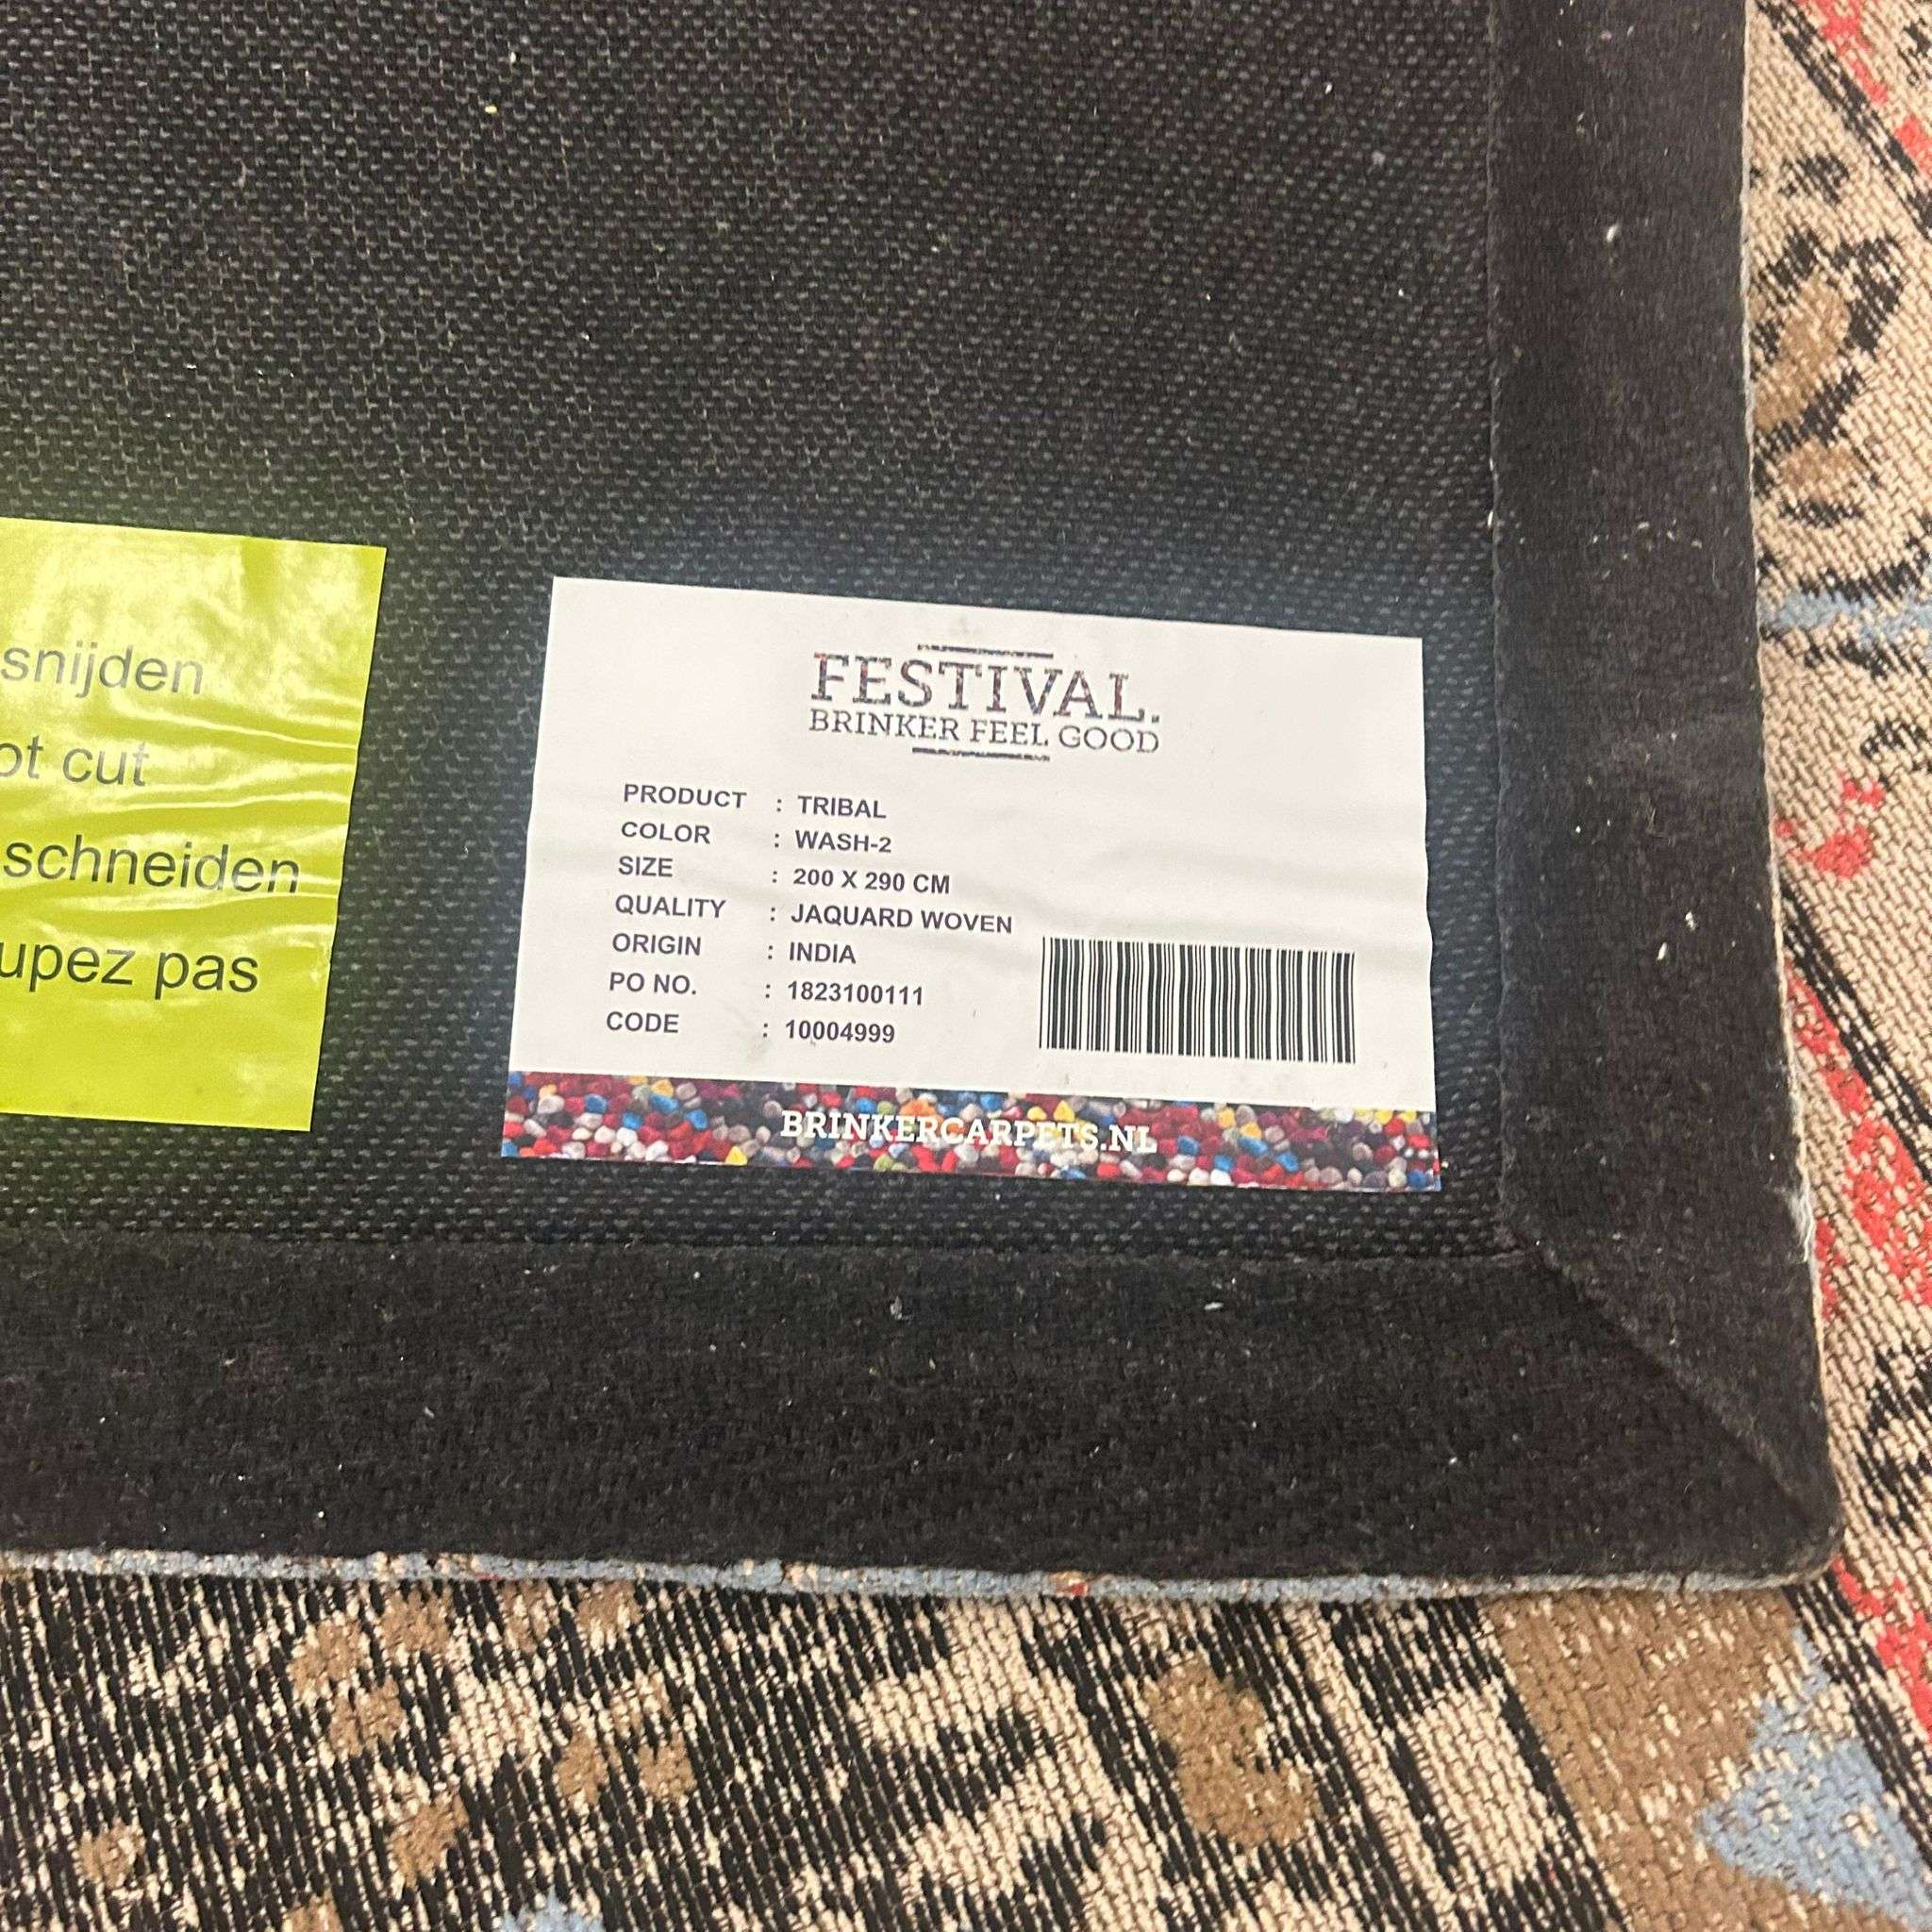 snijden
ot cut
schneiden
upez pas
FESTIVAL.
BRINKER FEEL GOOD
PRODUCT : TRIBAL
COLOR : WASH-2
SIZE : 200 X 290 CM
QUALITY : JAQUARD WOVEN
ORIGIN : INDIA
PO NO. : 1823100111
CODE : 10004999
BRINKERCARPETS.NL